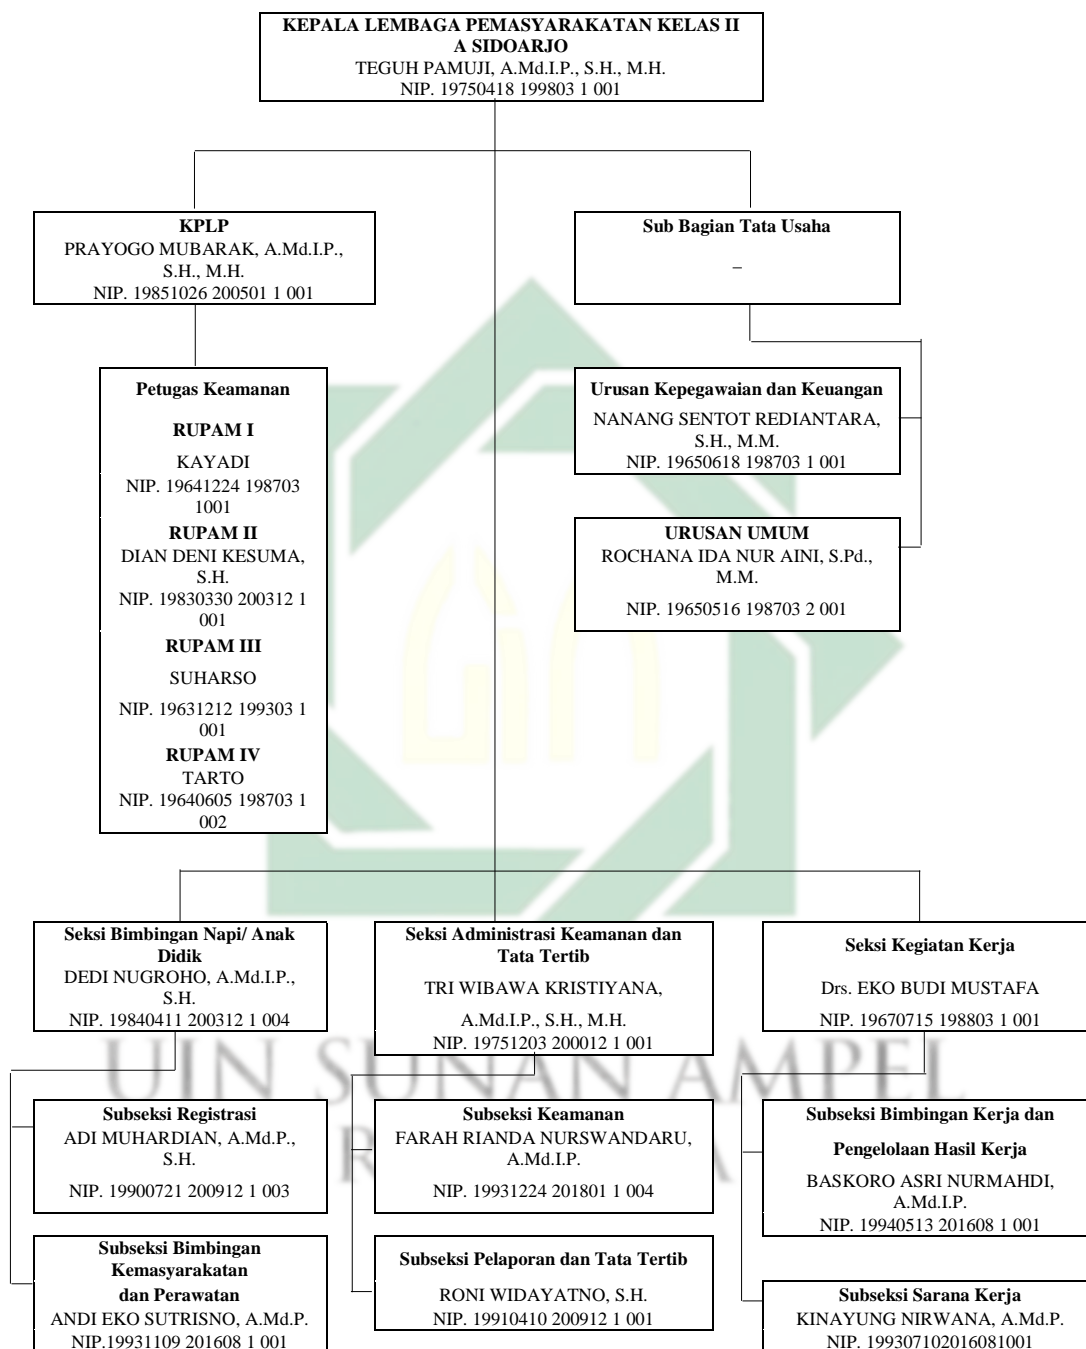 KEPALA LEMBAGA PEMASYARAKATAN KELAS II
A SIDOARJO
TEGUH PAMUJI, A.Md.I.P., S.H., M.H.
NIP. 19750418 199803 1 001
KPLP
PRAYOGO MUBARAK, A.Md.I.P.,
S.H., M.H.
NIP. 19851026 200501 1 001
Sub Bagian Tata Usaha
–
Petugas Keamanan
RUPAM I
KAYADI
NIP. 19641224 198703
1001
RUPAM II
DIAN DENI KESUMA,
S.H.
NIP. 19830330 200312 1
001
RUPAM III
SUHARSO
NIP. 19631212 199303 1
001
RUPAM IV
TARTO
NIP. 19640605 198703 1
002
Urusan Kepegawaian dan Keuangan
NANANG SENTOT REDIANTARA,
S.H., M.M.
NIP. 19650618 198703 1 001
URUSAN UMUM
ROCHANA IDA NUR AINI, S.Pd.,
M.M.
NIP. 19650516 198703 2 001
Seksi Bimbingan Napi/ Anak
Didik
DEDI NUGROHO, A.Md.I.P.,
S.H.
NIP. 19840411 200312 1 004
Seksi Administrasi Keamanan dan
Tata Tertib
TRI WIBAWA KRISTIYANA,
A.Md.I.P., S.H., M.H.
NIP. 19751203 200012 1 001
Seksi Kegiatan Kerja
Drs. EKO BUDI MUSTAFA
NIP. 19670715 198803 1 001
UIN SUNAN AMPEL
Subseksi Registrasi
ADI MUHARDIAN, A.Md.P.,
S.H.
NIP. 19900721 200912 1 003
Subseksi Keamanan
FARAH RIANDA NURSWANDARU,
A.Md.I.P.
NIP. 19931224 201801 1 004
Subseksi Bimbingan Kerja dan
Pengelolaan Hasil Kerja
BASKORO ASRI NURMAHDI,
A.Md.I.P.
NIP. 19940513 201608 1 001
Subseksi Bimbingan
Kemasyarakatan
dan Perawatan
ANDI EKO SUTRISNO, A.Md.P.
NIP.19931109 201608 1 001
Subseksi Pelaporan dan Tata Tertib
RONI WIDAYATNO, S.H.
NIP. 19910410 200912 1 001
Subseksi Sarana Kerja
KINAYUNG NIRWANA, A.Md.P.
NIP. 199307102016081001